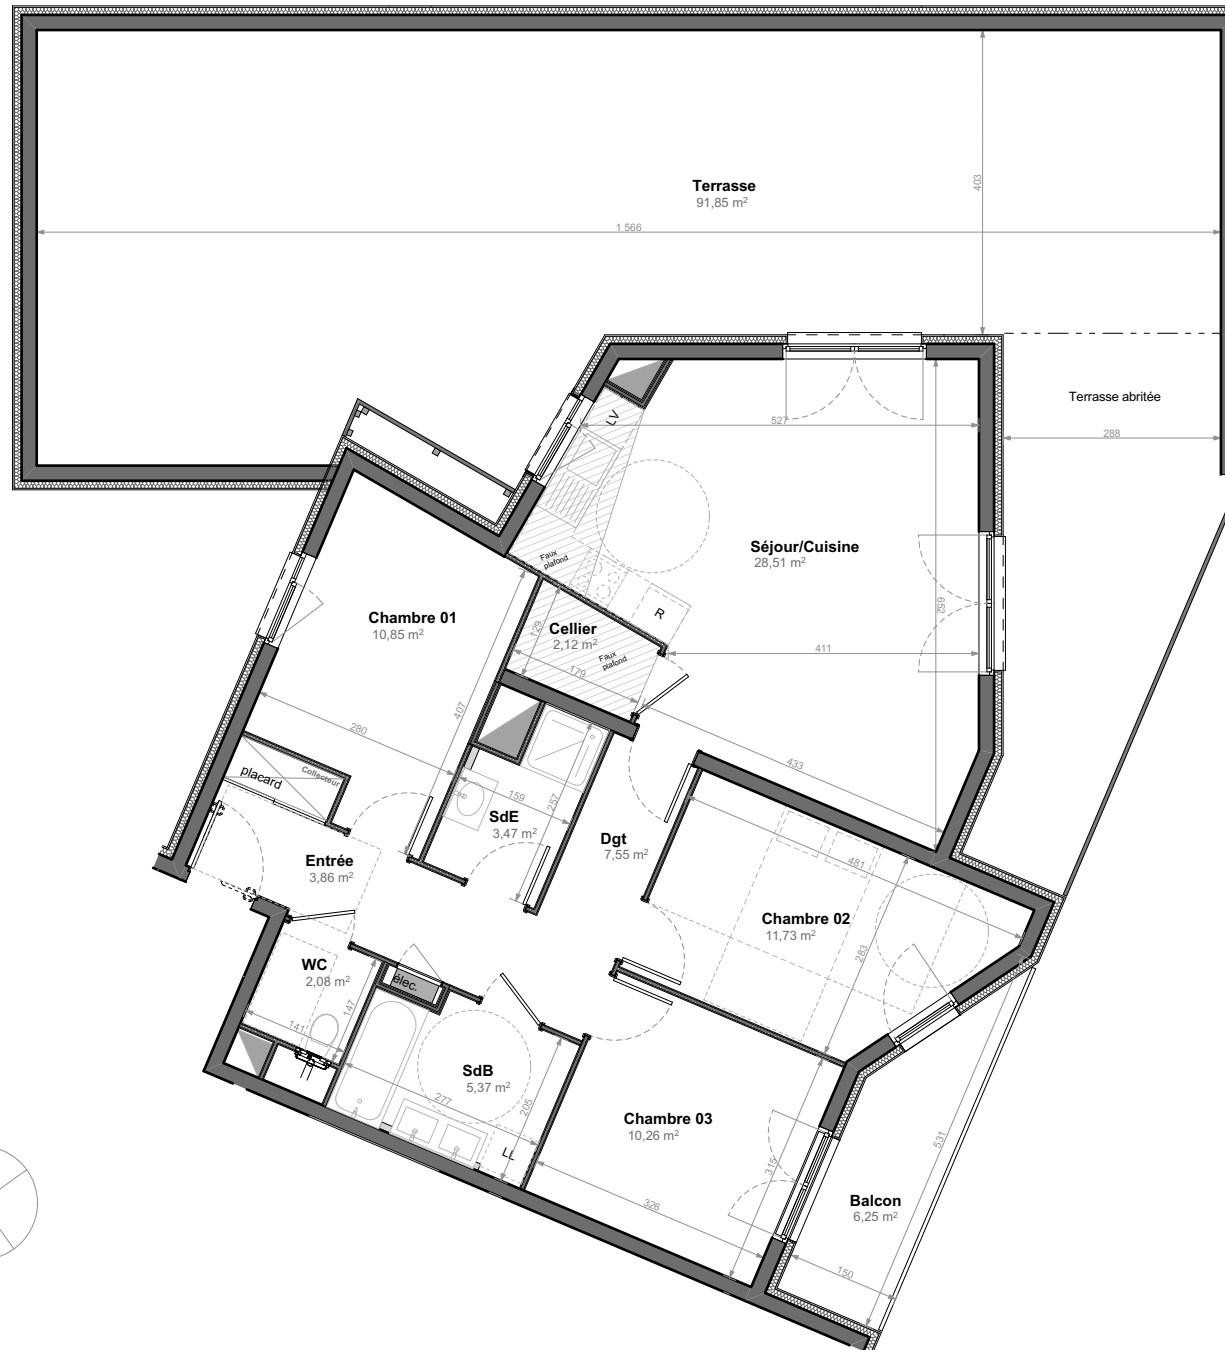 Terrasse
91,85 m²
403
1 566
Terrasse abritée
288
LV
527
Séjour/Cuisine
28,51 m²
652
Faux
plafond
R
411
Chambre 01
10,85 m²
Cellier
2,12 m²
129
Faux
plafond
179
407
280
433
placard
Collecteur
159
257
SdE
3,47 m²
Dgt
7,55 m²
481
Entrée
3,86 m²
Chambre 02
11,73 m²
283
WC
2,08 m²
élec.
147
141
SdB
5,37 m²
277
205
LL
Chambre 03
10,26 m²
315
326
531
Balcon
6,25 m²
150